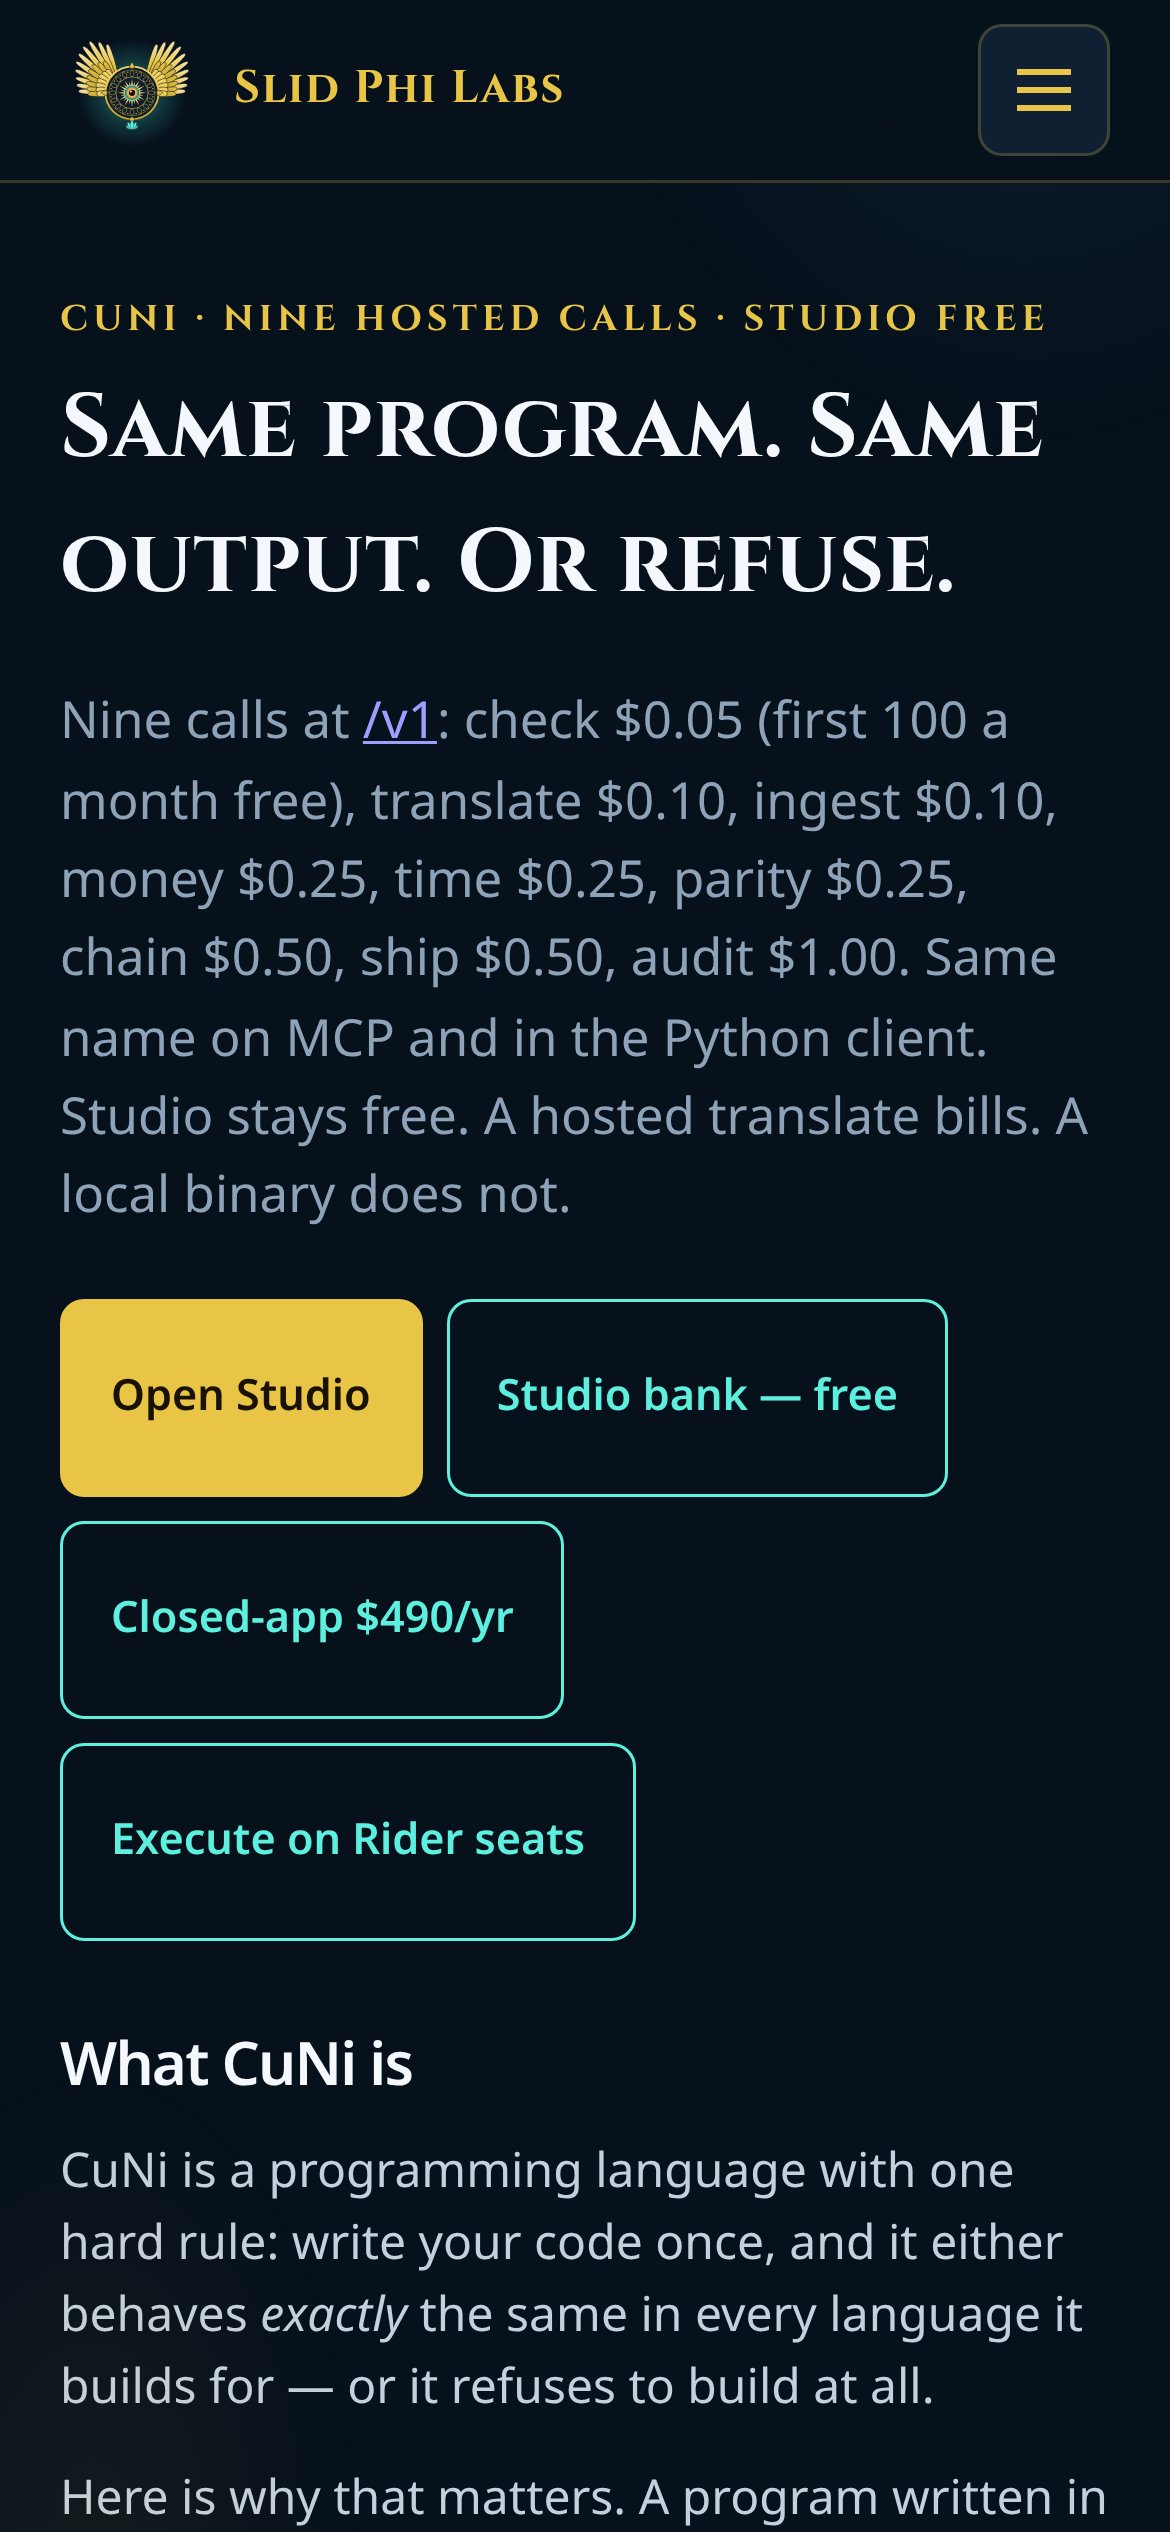 Slid Phi Labs
CUNI · NINE HOSTED CALLS · STUDIO FREE
Same program. Same
output. Or refuse.
Nine calls at /v1: check $0.05 (first 100 a
month free), translate $0.10, ingest $0.10,
money $0.25, time $0.25, parity $0.25,
chain $0.50, ship $0.50, audit $1.00. Same
name on MCP and in the Python client.
Studio stays free. A hosted translate bills. A
local binary does not.
Open Studio
Studio bank — free
Closed-app $490/yr
Execute on Rider seats
What CuNi is
CuNi is a programming language with one
hard rule: write your code once, and it either
behaves exactly the same in every language it
builds for — or it refuses to build at all.
Here is why that matters. A program written in